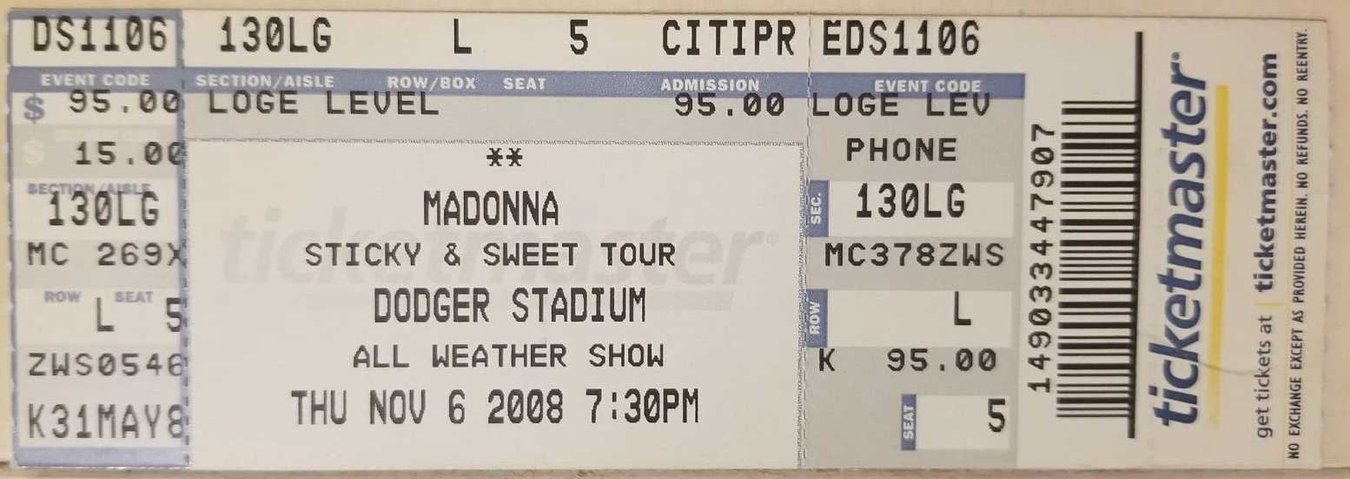 DS1106 130LG L 5 CITIPR EDS1106
EVENT CODE SECTION/AISLE ROW/BOX SEAT ADMISSION EVENT CODE
$ 95.00 LOGE LEVEL 95.00 LOGE LEV
$ 15.00
SECTION/AISLE
130LG
MC 269X
ROW SEAT
L 5
ZWS0546
K31MAY8
**
MADONNA
STICKY & SWEET TOUR
DODGER STADIUM
ALL WEATHER SHOW
THU NOV 6 2008 7:30PM
ticketmaster®
PHONE
SEC. 130LG
MC378ZWS
ROW L
K 95.00
SEAT 5
149033447907
ticketmaster®
get tickets at ticketmaster.com
NO EXCHANGE EXCEPT AS PROVIDED HEREIN. NO REFUNDS. NO REENTRY.